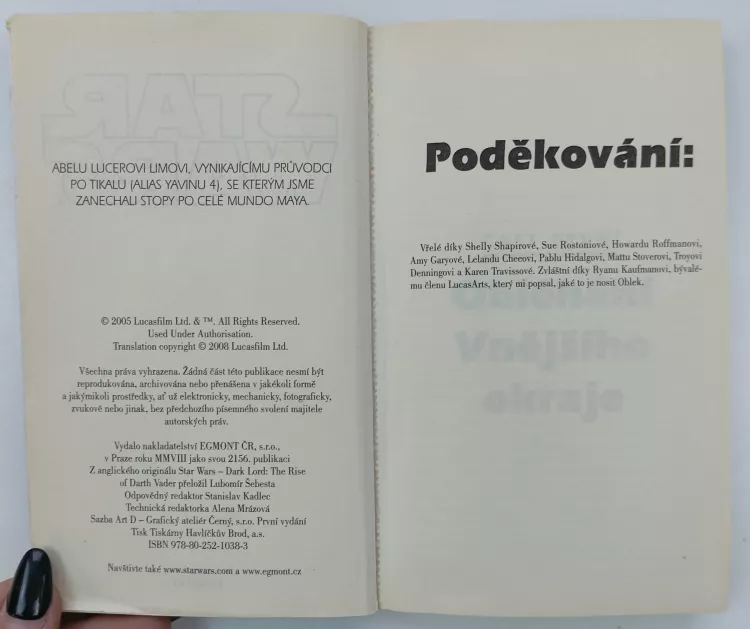 ABELU LUCEROVI LIMOVI, VYNIKAJÍCÍMU PRŮVODCI
PO TIKALU (ALIAS YAVINU 4), SE KTERÝM JSME
ZANECHALI STOPY PO CELÉ MUNDO MAYA.
© 2005 Lucasfilm Ltd. & ™. All Rights Reserved.
Used Under Authorisation.
Translation copyright © 2008 Lucasfilm Ltd.
Všechna práva vyhrazena. Žádná část této publikace nesmí být
reprodukována, archivována nebo přenášena v jakékoli formě
a jakýmikoli prostředky, ať už elektronicky, mechanicky, fotograficky,
zvukově nebo jinak, bez předchozího písemného svolení majitele
autorských práv.
Vydalo nakladatelství EGMONT ČR, s.r.o.,
v Praze roku MMVIII jako svou 2156. publikaci
Z anglického originálu Star Wars – Dark Lord: The Rise
of Darth Vader přeložil Lubomír Šebesta
Odpovědný redaktor Stanislav Kadlec
Technická redaktorka Alena Mrázová
Sazba Art D – Grafický ateliér Černý, s.r.o. První vydání
Tisk Tiskárny Havlíčkův Brod, a.s.
ISBN 978-80-252-1038-3
Navštivte také www.starwars.com a www.egmont.cz
Poděkování:
Vřelé díky Shelly Shapirové, Sue Rostoniové, Howardu Roffmanovi,
Amy Garyové, Lelandu Cheeovi, Pablu Hidalgovi, Mattu Stoverovi, Troyovi
Denningovi a Karen Travissové. Zvláštní díky Ryanu Kaufmanovi, bývalé-
mu členu LucasArts, který mi popsal, jaké to je nosit Oblek.
Vnějšího
okraje